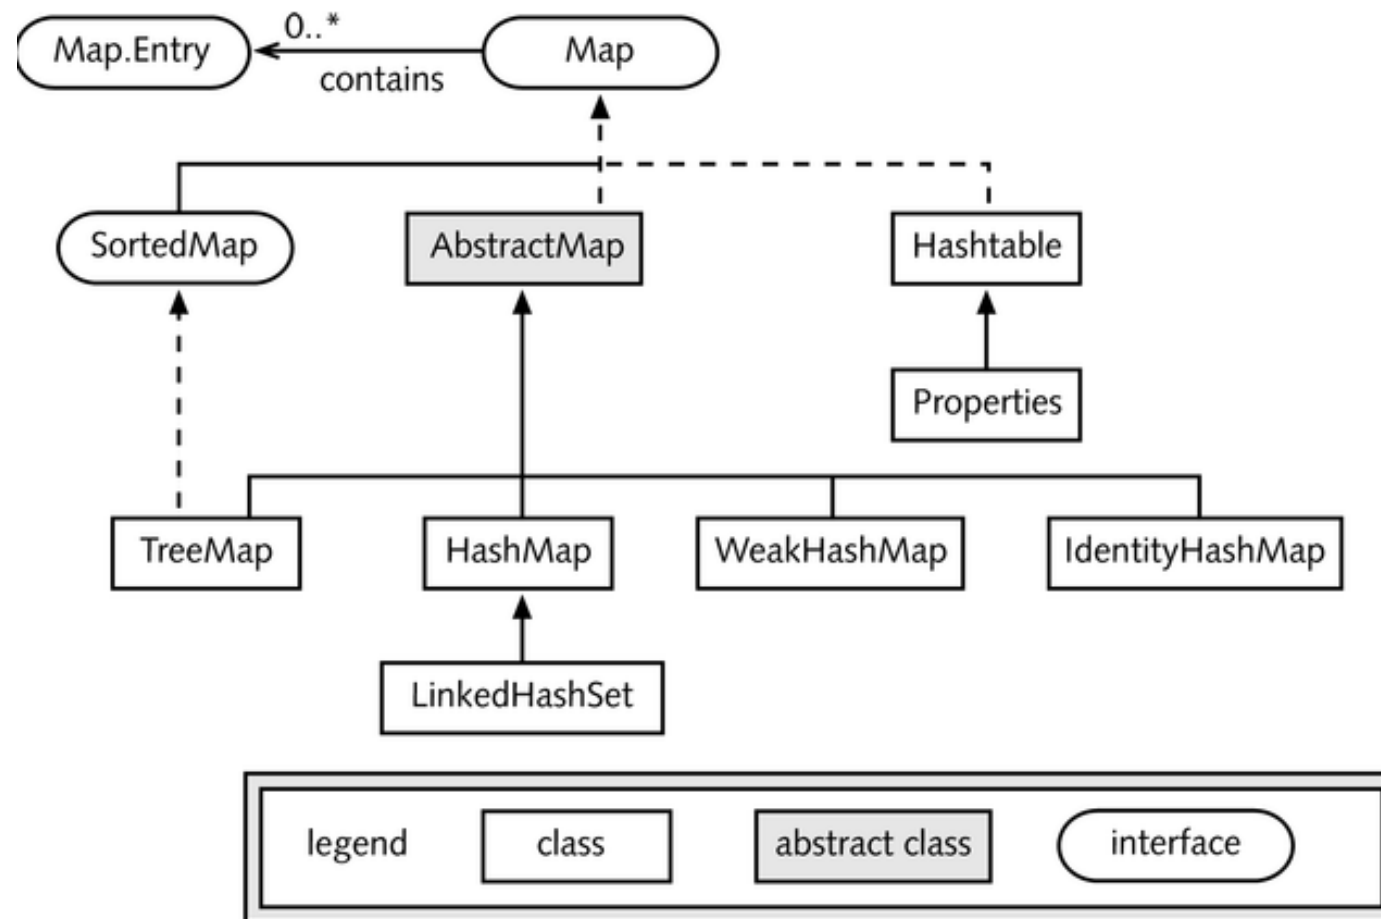 0..*
Map.Entry
Map
contains
SortedMap
AbstractMap
Hashtable
Properties
TreeMap
HashMap
WeakHashMap
IdentityHashMap
LinkedHashSet
legend
class
abstract class
interface